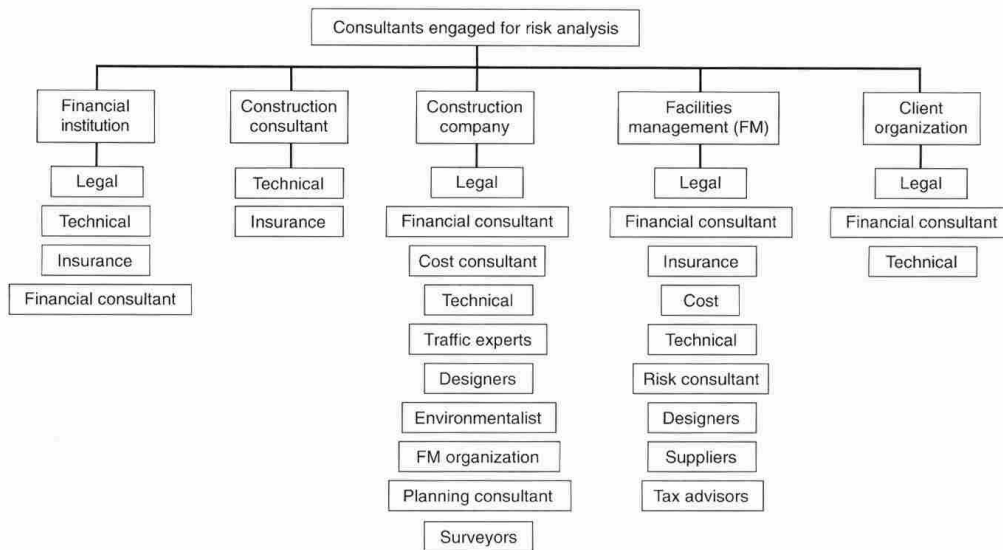 Consultants engaged for risk analysis
Financial
institution
Legal
Technical
Insurance
Financial consultant
Construction
consultant
Technical
Insurance
Construction
company
Legal
Financial consultant
Cost consultant
Technical
Traffic experts
Designers
Environmentalist
FM organization
Planning consultant
Surveyors
Facilities
management (FM)
Legal
Financial consultant
Insurance
Cost
Technical
Risk consultant
Designers
Suppliers
Tax advisors
Client
organization
Legal
Financial consultant
Technical